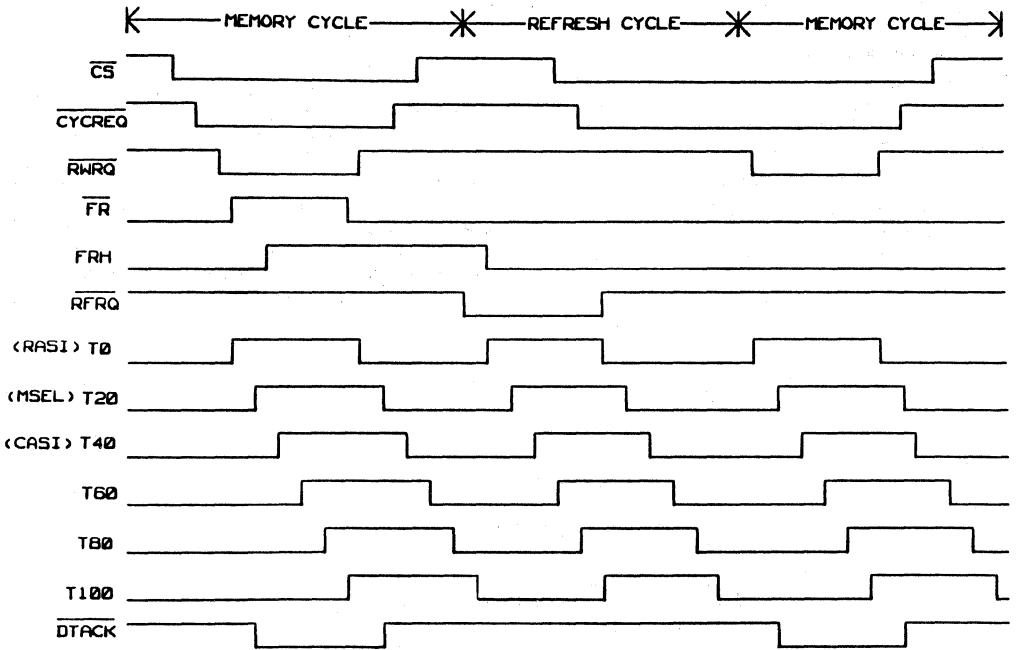 MEMORY CYCLE REFRESH CYCLE MEMORY CYCLE
CS
CYCREQ
RWRQ
FR
FRH
RFRQ
(RASI) T0
(MSEL) T20
(CASI) T40
T60
T80
T100
DTACK